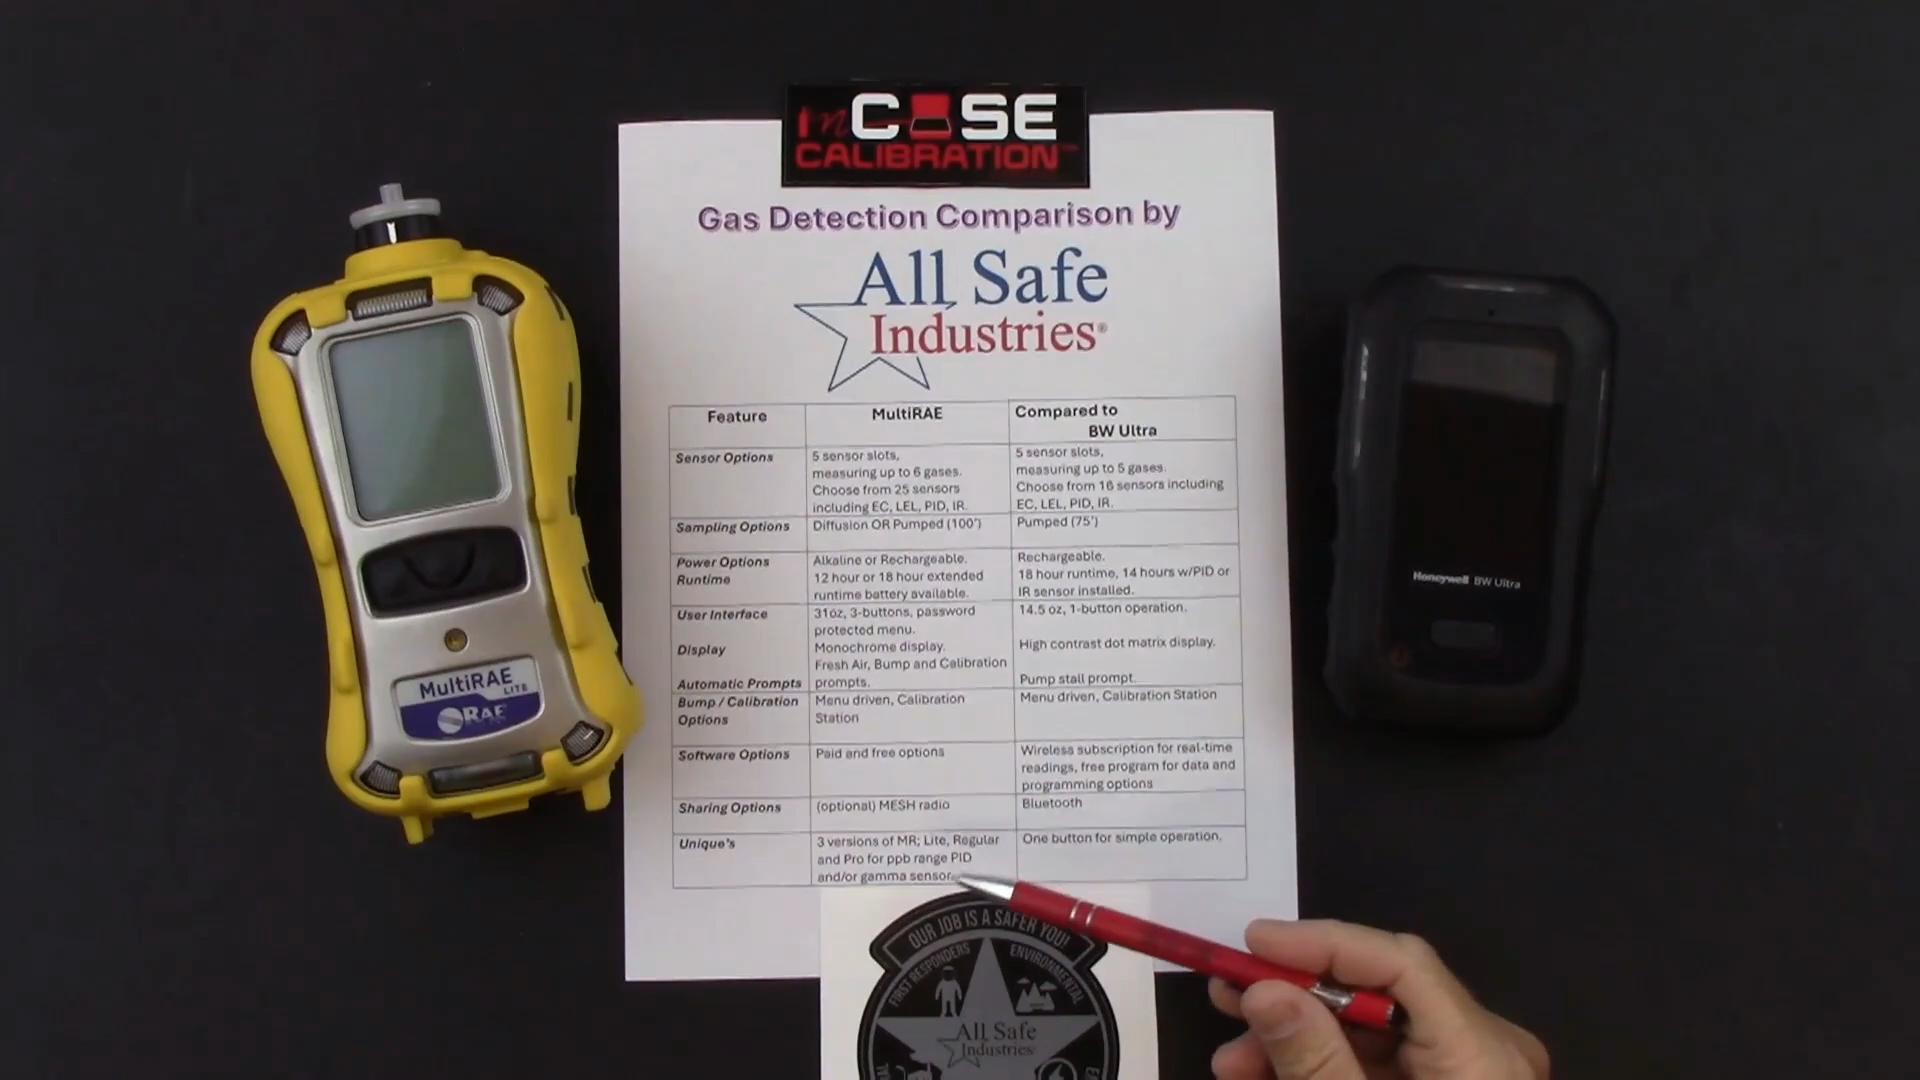 In CASE
CALIBRATION™
Gas Detection Comparison by
All Safe
Industries®
Feature
MultiRAE
Compared to
BW Ultra
Sensor Options
5 sensor slots,
measuring up to 6 gases.
Choose from 25 sensors
including EC, LEL, PID, IR.
5 sensor slots,
measuring up to 5 gases.
Choose from 16 sensors including
EC, LEL, PID, IR.
Sampling Options
Diffusion OR Pumped (100')
Pumped (75')
Power Options
Runtime
Alkaline or Rechargeable.
12 hour or 18 hour extended
runtime battery available.
Rechargeable.
18 hour runtime, 14 hours w/PID or
IR sensor installed.
User Interface
31oz, 3-buttons, password
protected menu.
14.5 oz, 1-button operation.
Display
Monochrome display.
High contrast dot matrix display.
Automatic Prompts
Fresh Air, Bump and Calibration
prompts.
Pump stall prompt.
Bump / Calibration
Options
Menu driven, Calibration
Station
Menu driven, Calibration Station
Software Options
Paid and free options
Wireless subscription for real-time
readings, free program for data and
programming options
Sharing Options
(optional) MESH radio
Bluetooth
Unique's
3 versions of MR; Lite, Regular
and Pro for ppb range PID
and/or gamma sensor.
One button for simple operation.
MultiRAE
LITE
RAE
Honeywell BW Ultra
OUR JOB IS A SAFER YOU!
FIRST RESPONDERS
ENVIRONMENTAL
All Safe
Industries